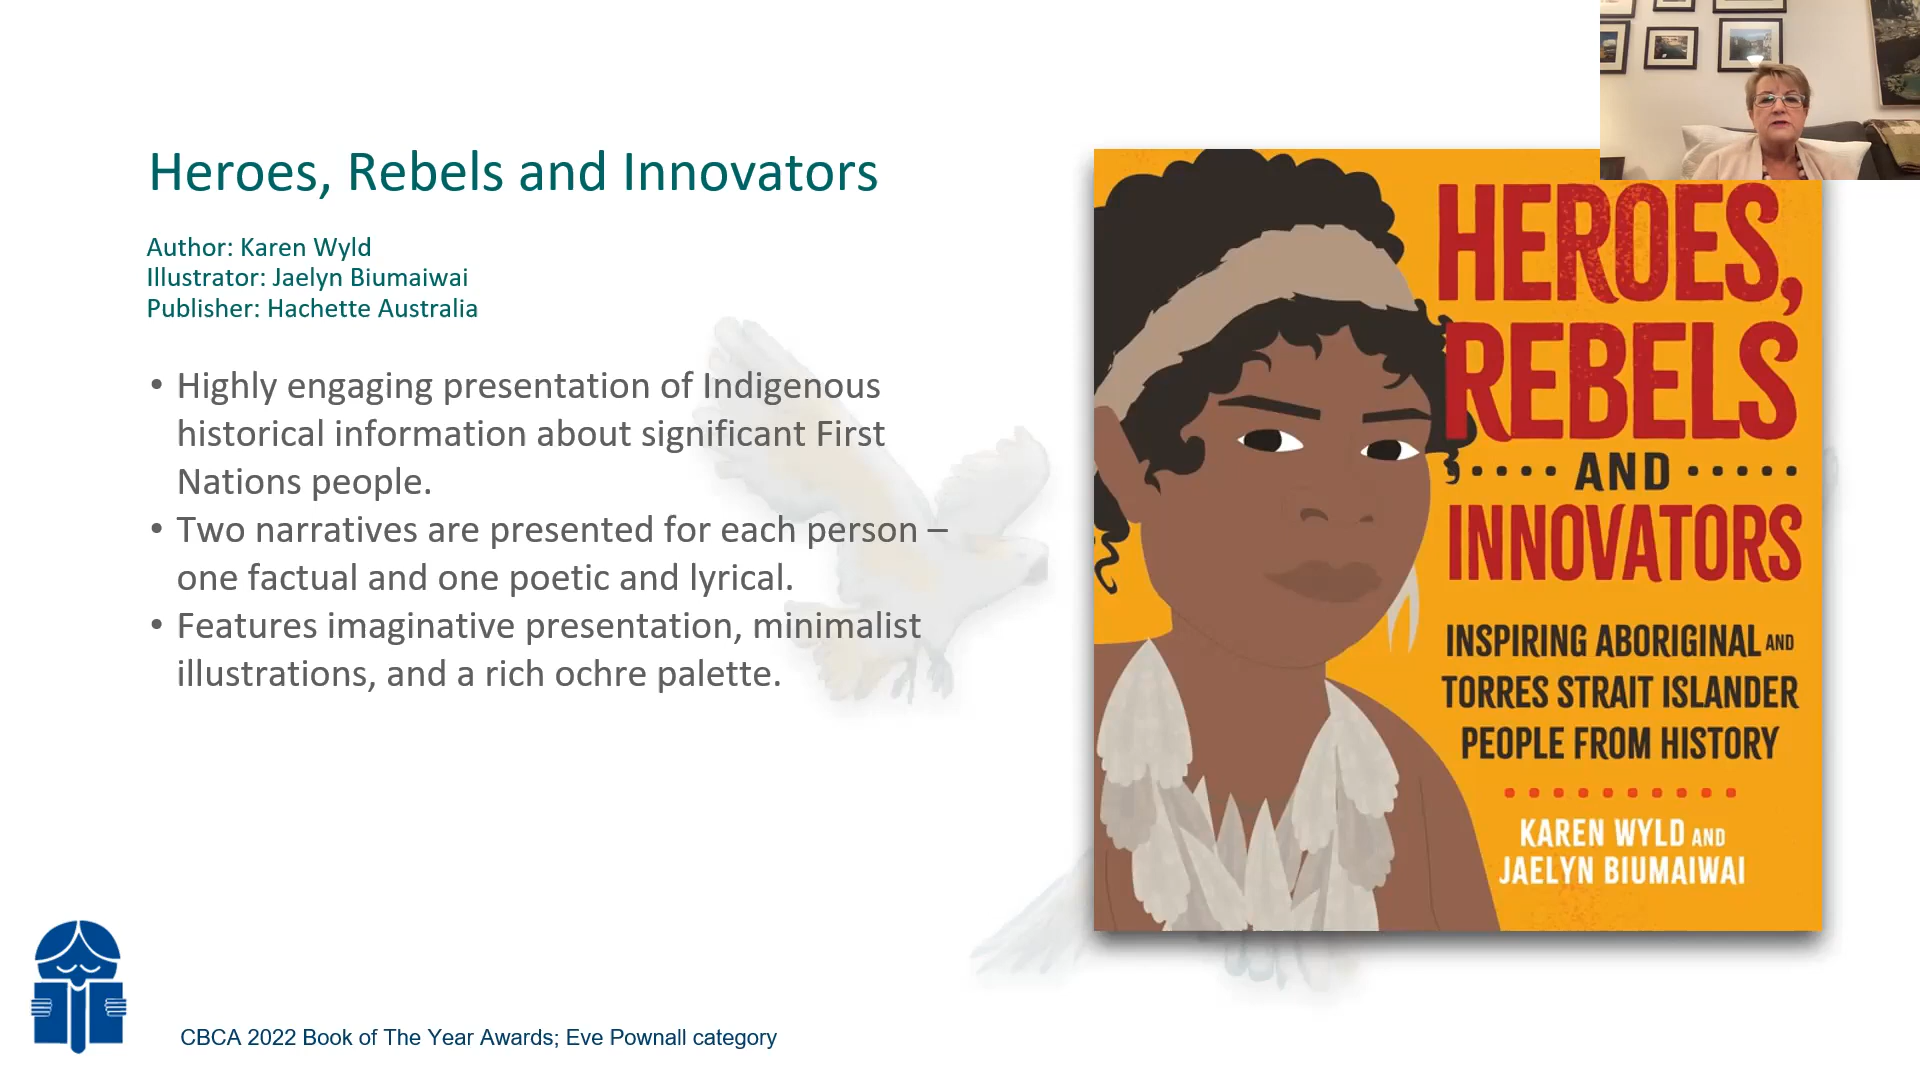 Heroes, Rebels and Innovators
Author: Karen Wyld
Illustrator: Jaelyn Biumaiwai
Publisher: Hachette Australia
• Highly engaging presentation of Indigenous
historical information about significant First
Nations people.
• Two narratives are presented for each person –
one factual and one poetic and lyrical.
• Features imaginative presentation, minimalist
illustrations, and a rich ochre palette.
HEROES,
REBELS
AND
INNOVATORS
INSPIRING ABORIGINAL AND
TORRES STRAIT ISLANDER
PEOPLE FROM HISTORY
KAREN WYLD AND
JAELYN BIUMAIWAI
CBCA 2022 Book of The Year Awards; Eve Pownall category